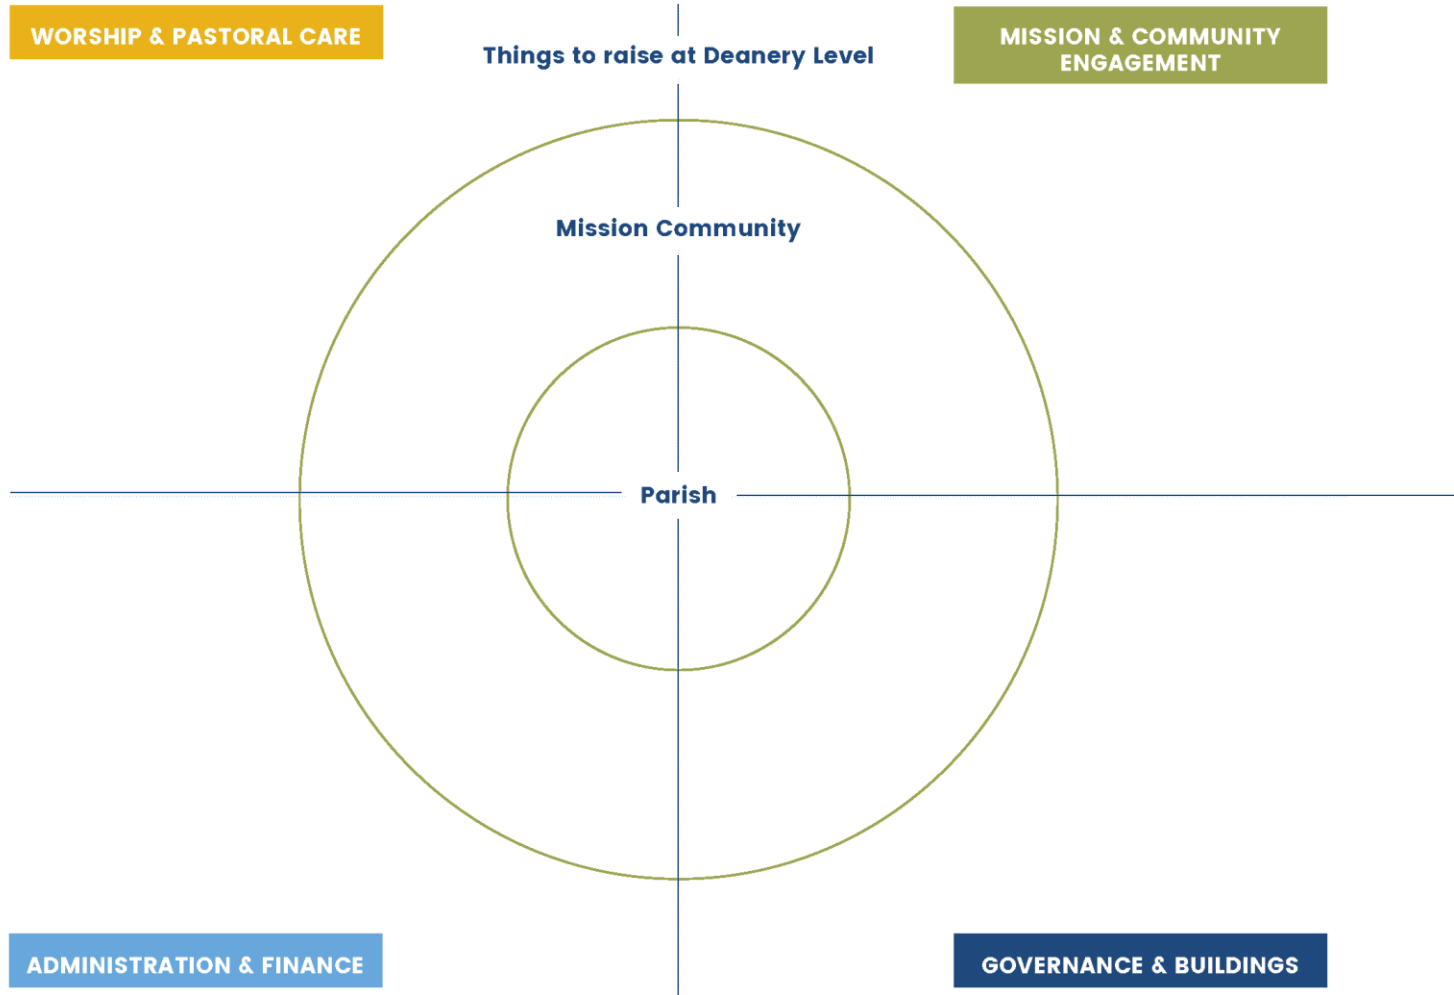 WORSHIP & PASTORAL CARE
Things to raise at Deanery Level
MISSION & COMMUNITY
ENGAGEMENT
Mission Community
Parish
ADMINISTRATION & FINANCE
GOVERNANCE & BUILDINGS